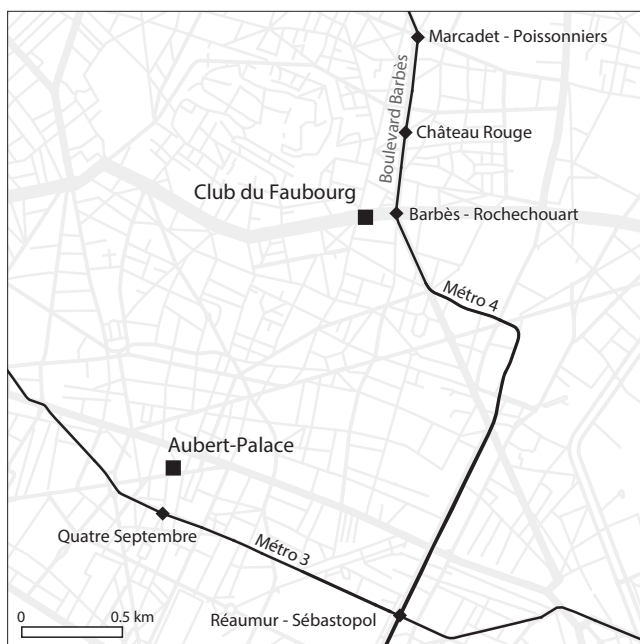 Marcadet - Poissonniers
Boulevard Barbès
Château Rouge
Club du Faubourg
Barbès - Rochechouart
Métro 4
Aubert-Palace
Quatre Septembre
Métro 3
Réaumur - Sébastopol
0 0.5 km